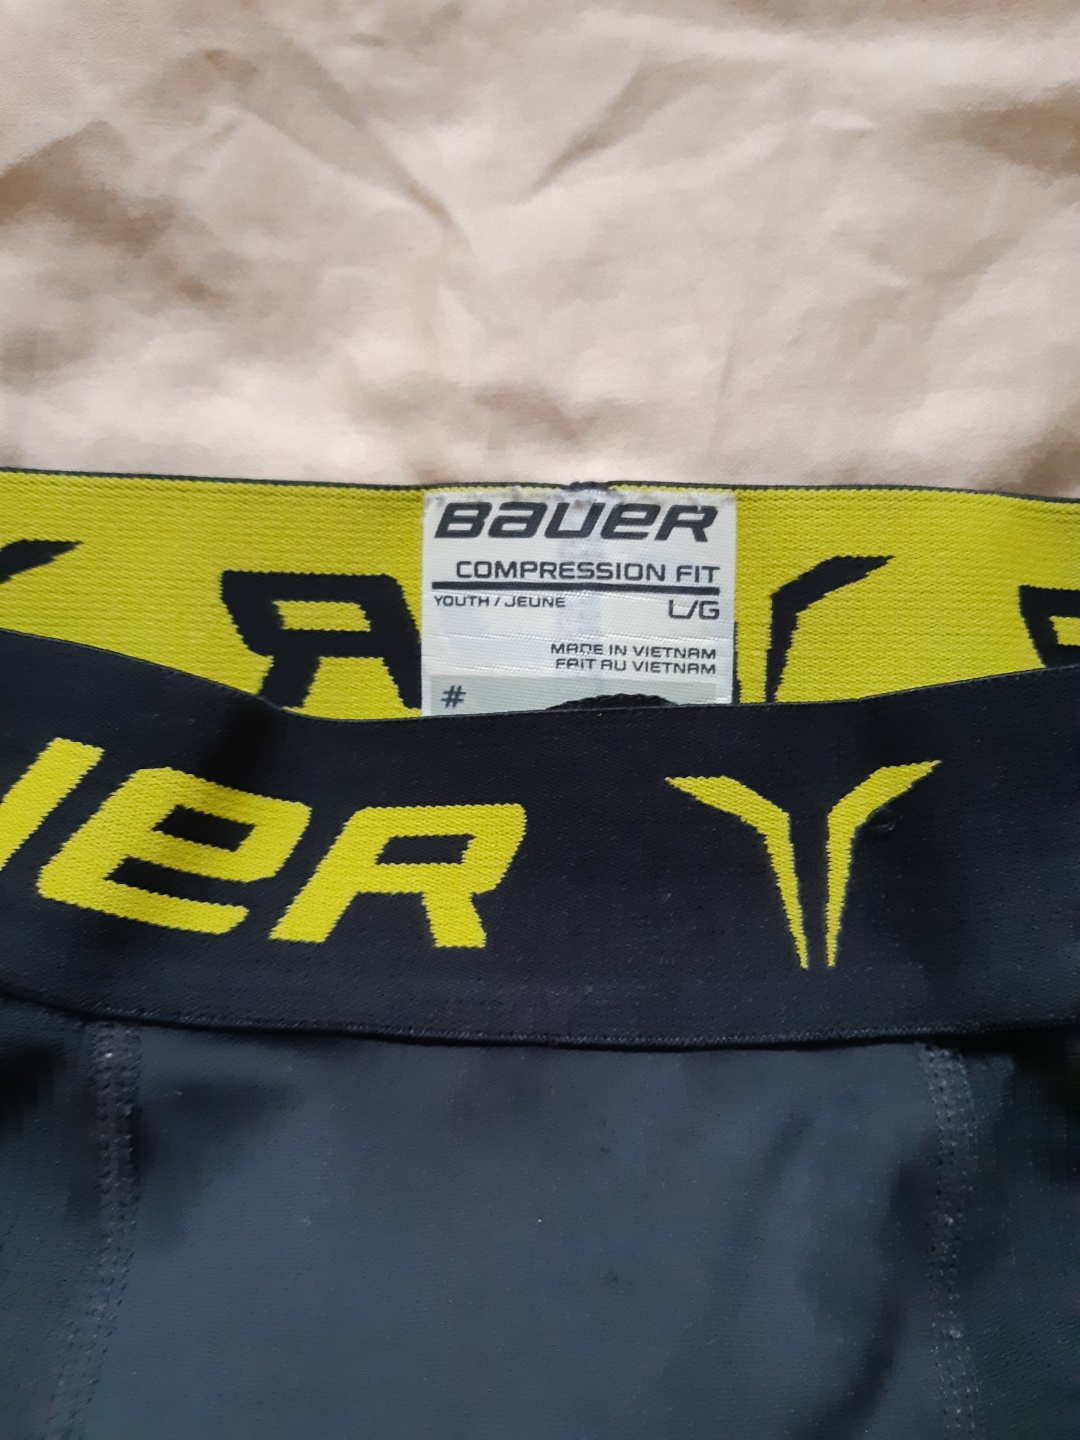 BAUER
COMPRESSION FIT
YOUTH / JEUNE L/G
MADE IN VIETNAM
FAIT AU VIETNAM
#
UER